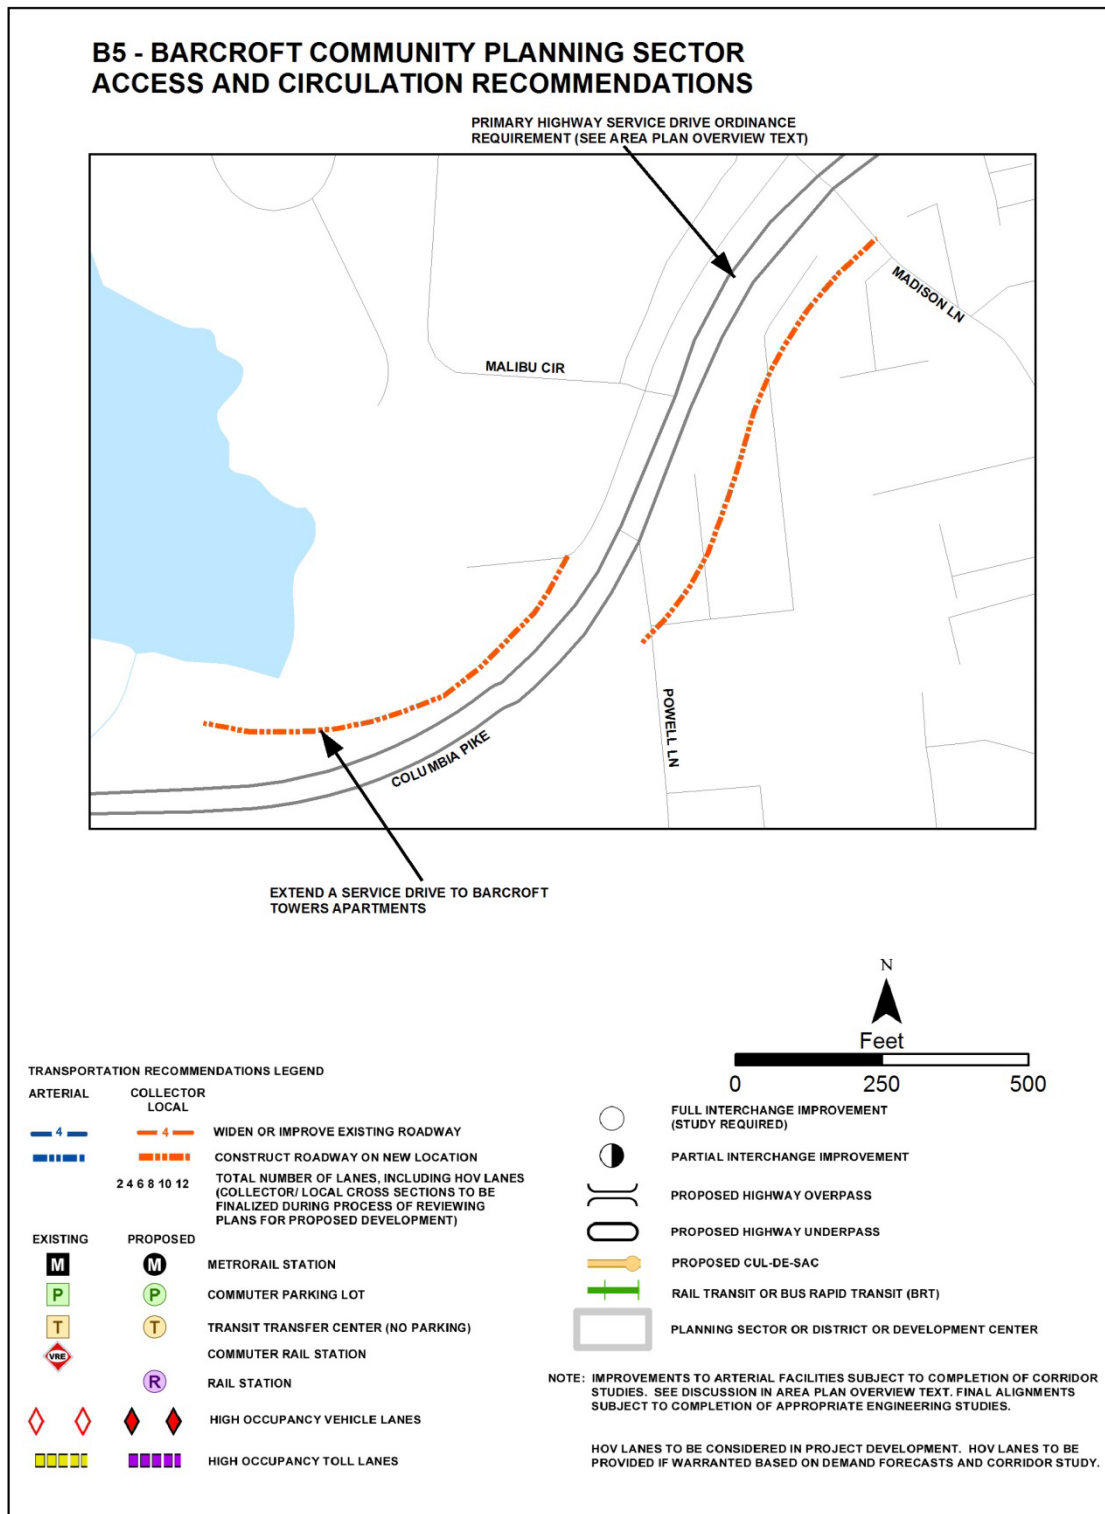 B5 - BARCROFT COMMUNITY PLANNING SECTOR
ACCESS AND CIRCULATION RECOMMENDATIONS
PRIMARY HIGHWAY SERVICE DRIVE ORDINANCE
REQUIREMENT (SEE AREA PLAN OVERVIEW TEXT)
MADISON LN
MALIBU CIR
POWELL LN
COLUMBIA PIKE
EXTEND A SERVICE DRIVE TO BARCROFT
TOWERS APARTMENTS
N
Feet
0 250 500
TRANSPORTATION RECOMMENDATIONS LEGEND
ARTERIAL COLLECTOR
LOCAL
4 4 WIDEN OR IMPROVE EXISTING ROADWAY
CONSTRUCT ROADWAY ON NEW LOCATION
2 4 6 8 10 12 TOTAL NUMBER OF LANES, INCLUDING HOV LANES
(COLLECTOR/ LOCAL CROSS SECTIONS TO BE
FINALIZED DURING PROCESS OF REVIEWING
PLANS FOR PROPOSED DEVELOPMENT)
EXISTING PROPOSED
M M METRORAIL STATION
P P COMMUTER PARKING LOT
T T TRANSIT TRANSFER CENTER (NO PARKING)
VRE COMMUTER RAIL STATION
R RAIL STATION
HIGH OCCUPANCY VEHICLE LANES
HIGH OCCUPANCY TOLL LANES
FULL INTERCHANGE IMPROVEMENT
(STUDY REQUIRED)
PARTIAL INTERCHANGE IMPROVEMENT
PROPOSED HIGHWAY OVERPASS
PROPOSED HIGHWAY UNDERPASS
PROPOSED CUL-DE-SAC
RAIL TRANSIT OR BUS RAPID TRANSIT (BRT)
PLANNING SECTOR OR DISTRICT OR DEVELOPMENT CENTER
NOTE: IMPROVEMENTS TO ARTERIAL FACILITIES SUBJECT TO COMPLETION OF CORRIDOR
STUDIES. SEE DISCUSSION IN AREA PLAN OVERVIEW TEXT. FINAL ALIGNMENTS
SUBJECT TO COMPLETION OF APPROPRIATE ENGINEERING STUDIES.
HOV LANES TO BE CONSIDERED IN PROJECT DEVELOPMENT. HOV LANES TO BE
PROVIDED IF WARRANTED BASED ON DEMAND FORECASTS AND CORRIDOR STUDY.